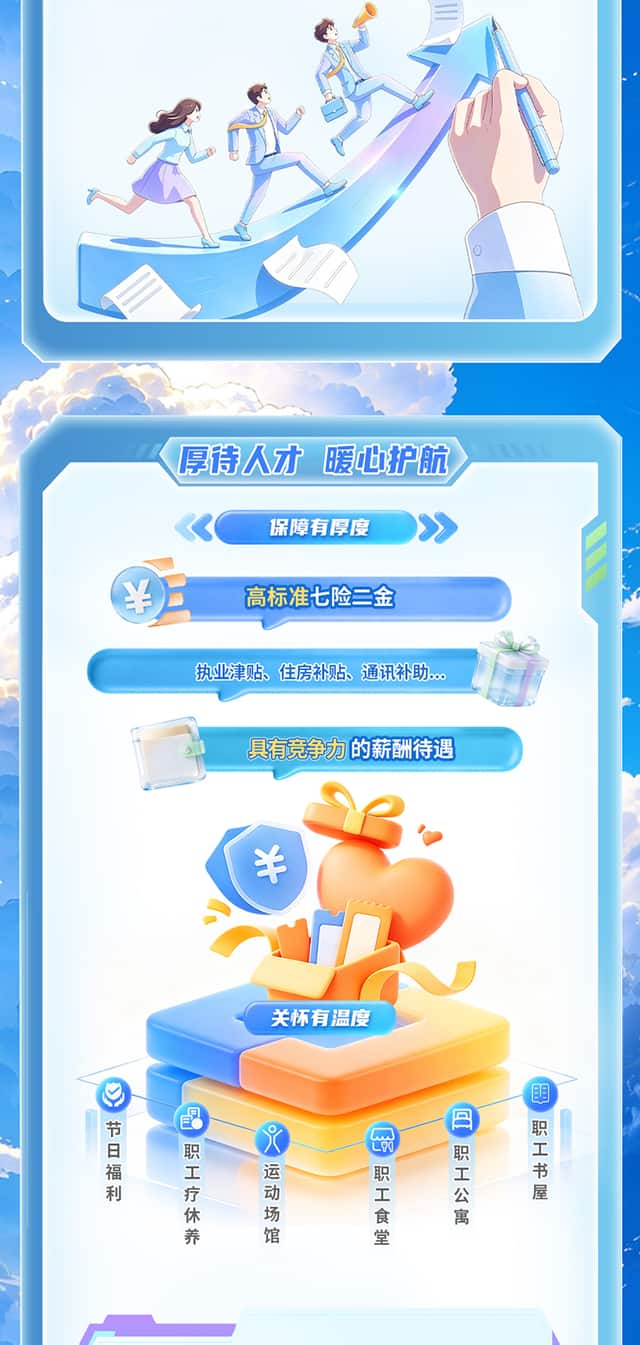 厚待人才 暖心护航
保障有厚度
高标准七险二金
执业津贴、住房补贴、通讯补助...
具有竞争力的薪酬待遇
关怀有温度
节日福利
职工疗休养
运动场馆
职工食堂
职工公寓
职工书屋